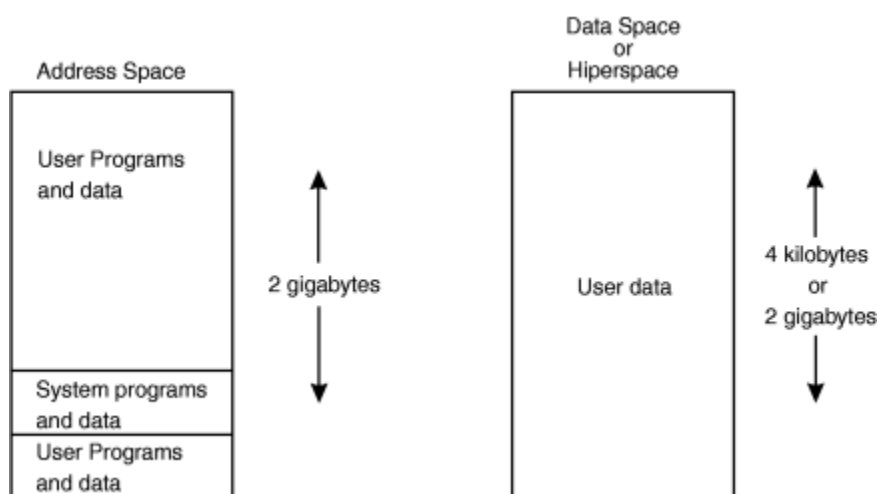 Address Space
User Programs
and data
System programs
and data
User Programs
and data
2 gigabytes
Data Space
or
Hiperspace
User data
4 kilobytes
or
2 gigabytes